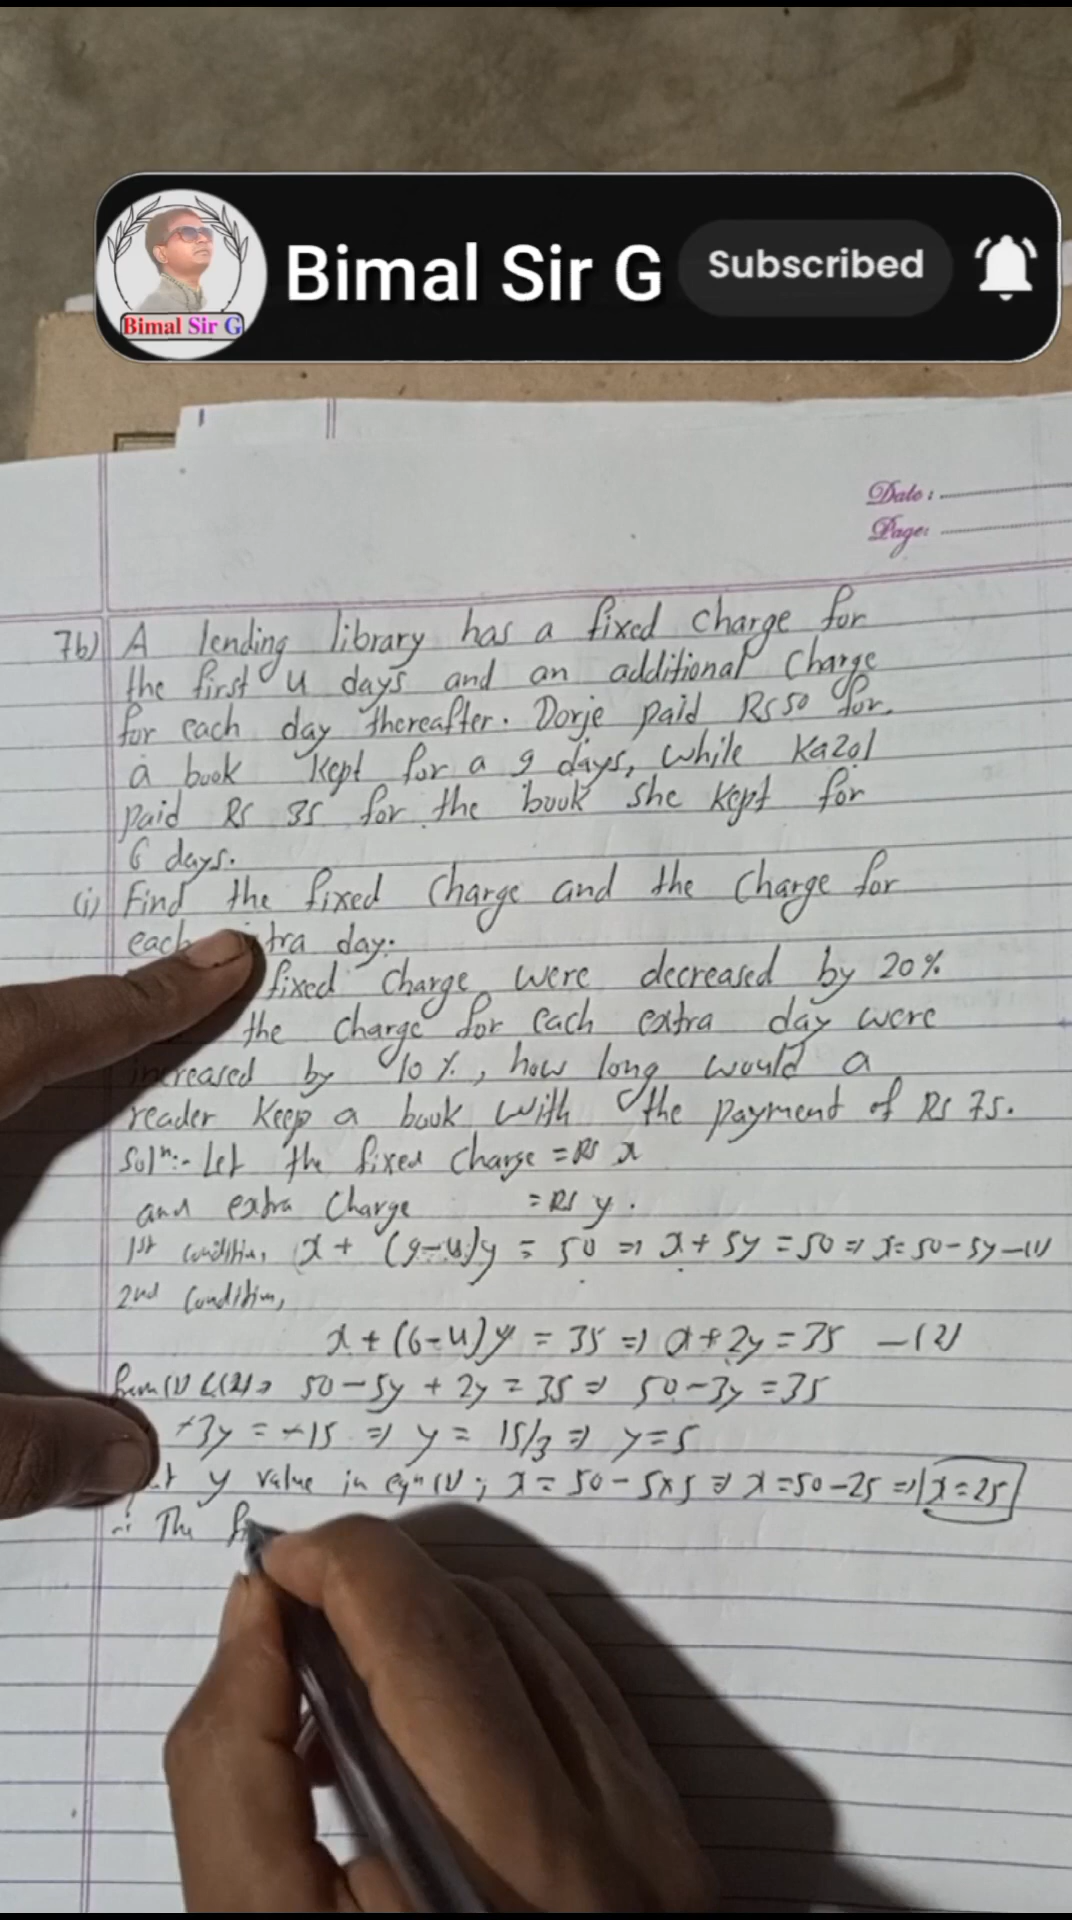 Bimal Sir G
Bimal Sir G
Subscribed
Date:
Page:
7b) A lending library has a fixed charge for
the first 4 days and an additional charge
for each day thereafter. Dorje paid Rs 50 for
a book kept for a 9 days, while Kazol
paid Rs 35 for the book she kept for
6 days.
(i) Find the fixed charge and the charge for
each tra day.
fixed charge were decreased by 20%
the charge for each extra day were
increased by 10%, how long would a
reader keep a book with the payment of Rs 75.
Solⁿ:- Let the fixed charge = Rs x
and extra charge = Rs y.
1st condition, x + (9-4)y = 50 ⇒ x + 5y = 50 ⇒ x = 50 - 5y —(1)
2nd condition,
x + (6-4)y = 35 ⇒ x + 2y = 35 —(2)
from (1) & (2) ⇒ 50 - 5y + 2y = 35 ⇒ 50 - 3y = 35
-3y = -15 ⇒ y = 15/3 ⇒ y = 5
y value in eqn (1); x = 50 - 5×5 ⇒ x = 50 - 25 ⇒ x = 25
∴ The